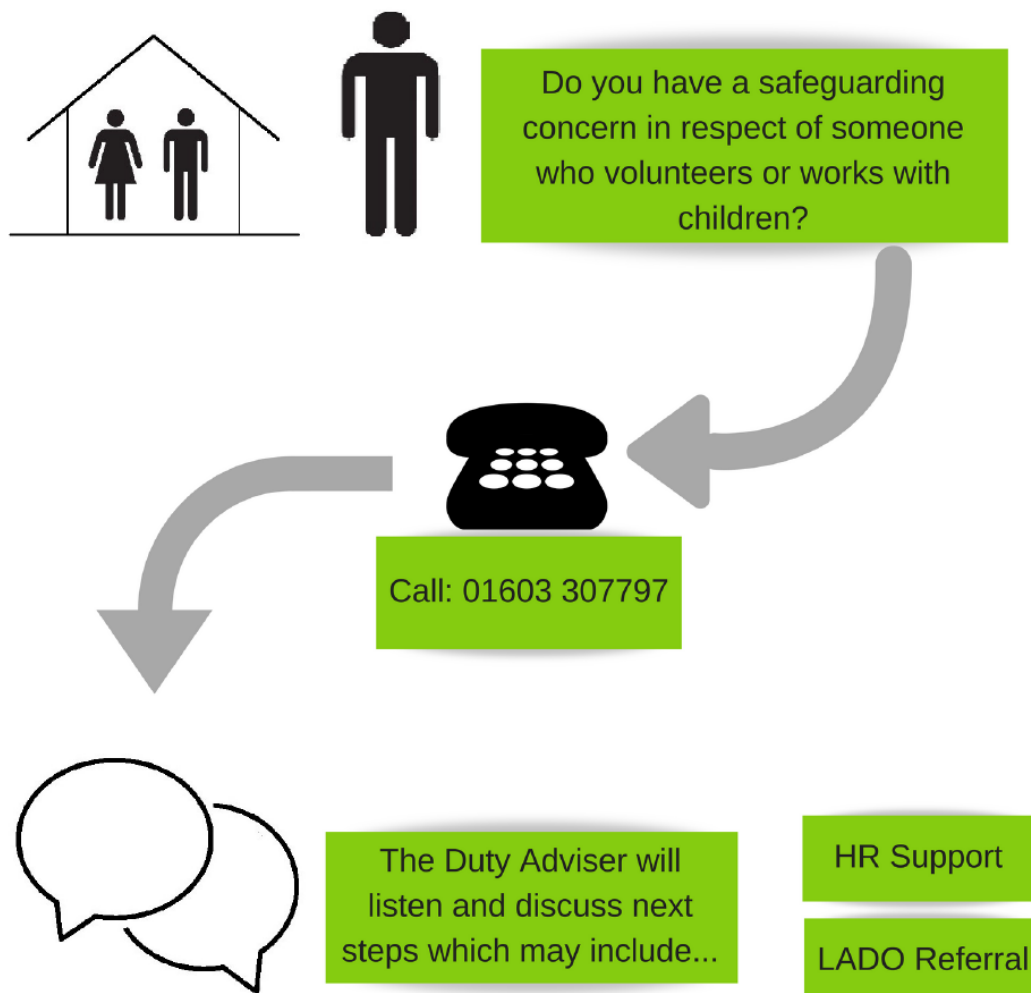 Do you have a safeguarding
concern in respect of someone
who volunteers or works with
children?
Call: 01603 307797
The Duty Adviser will
listen and discuss next
steps which may include...
HR Support
LADO Referral